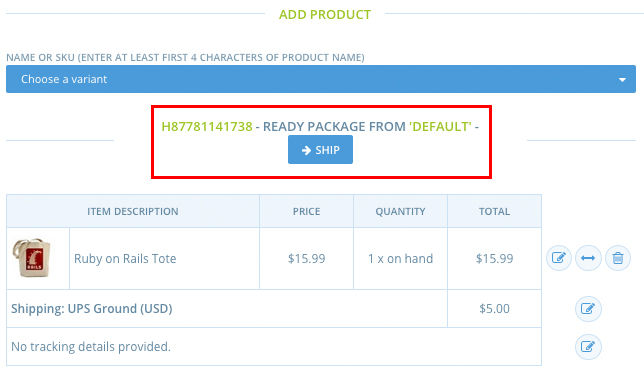 ADD PRODUCT
NAME OR SKU (ENTER AT LEAST FIRST 4 CHARACTERS OF PRODUCT NAME)
Choose a variant
H87781141738 - READY PACKAGE FROM 'DEFAULT' -
SHIP
ITEM DESCRIPTION PRICE QUANTITY TOTAL
RAILS
Ruby on Rails Tote $15.99 1 x on hand $15.99
Shipping: UPS Ground (USD) $5.00
No tracking details provided.